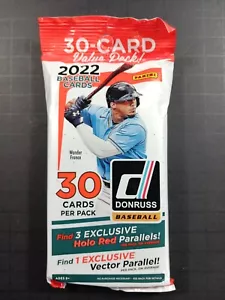 30-CARD
Value Pack!
PANINI
2022
BASEBALL
CARDS
Wander
Franco
30
CARDS
PER PACK
DONRUSS
BASEBALL
Find 3 EXCLUSIVE
Holo Red Parallels!
Find 1 EXCLUSIVE
Vector Parallel!